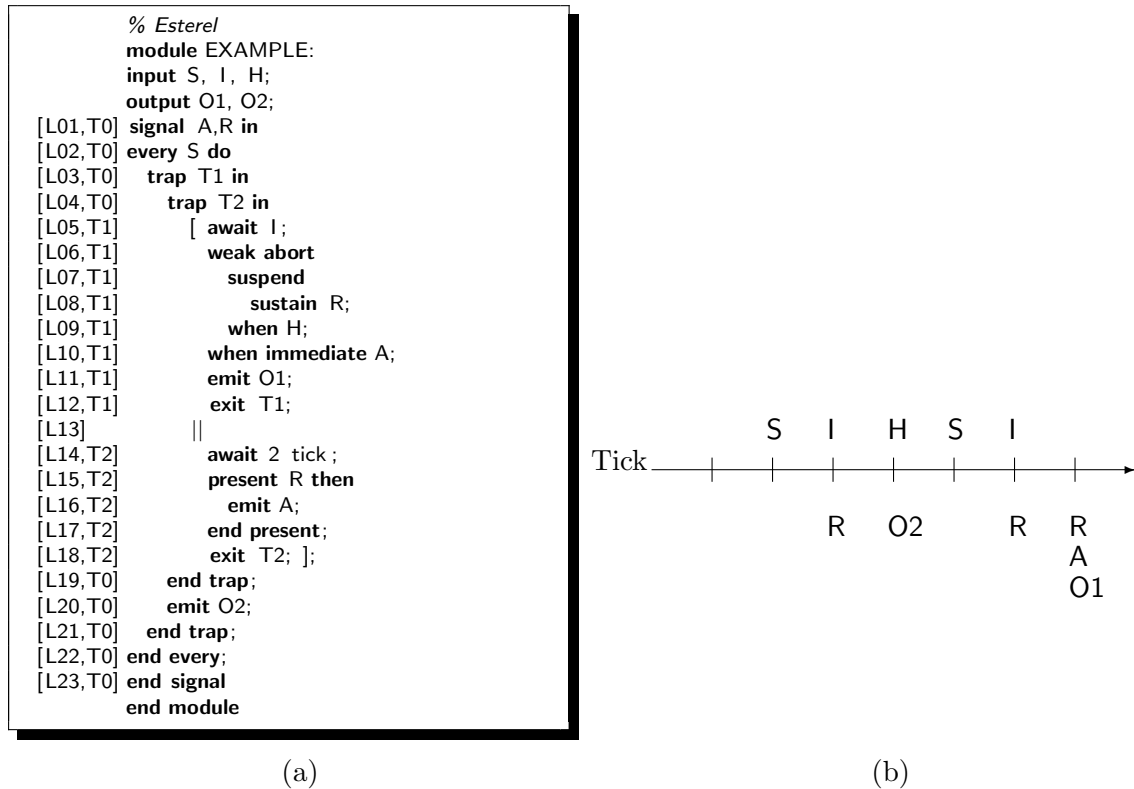 % Esterel
module EXAMPLE:
input S, I, H;
output O1, O2;
[L01,T0] signal A,R in
[L02,T0] every S do
[L03,T0] trap T1 in
[L04,T0] trap T2 in
[L05,T1] [ await I;
[L06,T1] weak abort
[L07,T1] suspend
[L08,T1] sustain R;
[L09,T1] when H;
[L10,T1] when immediate A;
[L11,T1] emit O1;
[L12,T1] exit T1;
[L13] ||
[L14,T2] await 2 tick;
[L15,T2] present R then
[L16,T2] emit A;
[L17,T2] end present;
[L18,T2] exit T2; ];
[L19,T0] end trap;
[L20,T0] emit O2;
[L21,T0] end trap;
[L22,T0] end every;
[L23,T0] end signal
end module
(a)
S I H S I
Tick
R O2 R R
A
O1
(b)